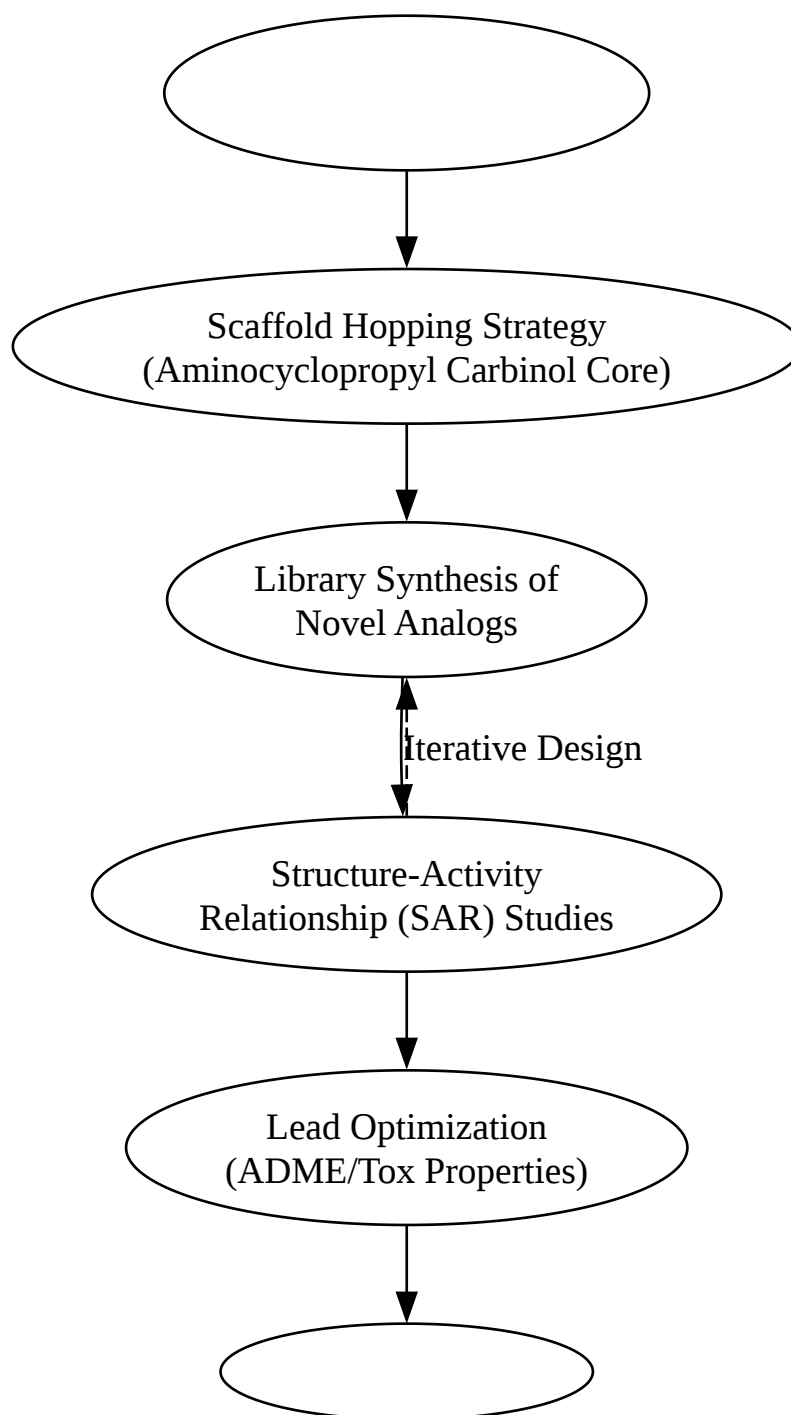 Scaffold Hopping Strategy
(Aminocyclopropyl Carbinol Core)
Library Synthesis of
Novel Analogs
Iterative Design
Structure-Activity
Relationship (SAR) Studies
Lead Optimization
(ADME/Tox Properties)